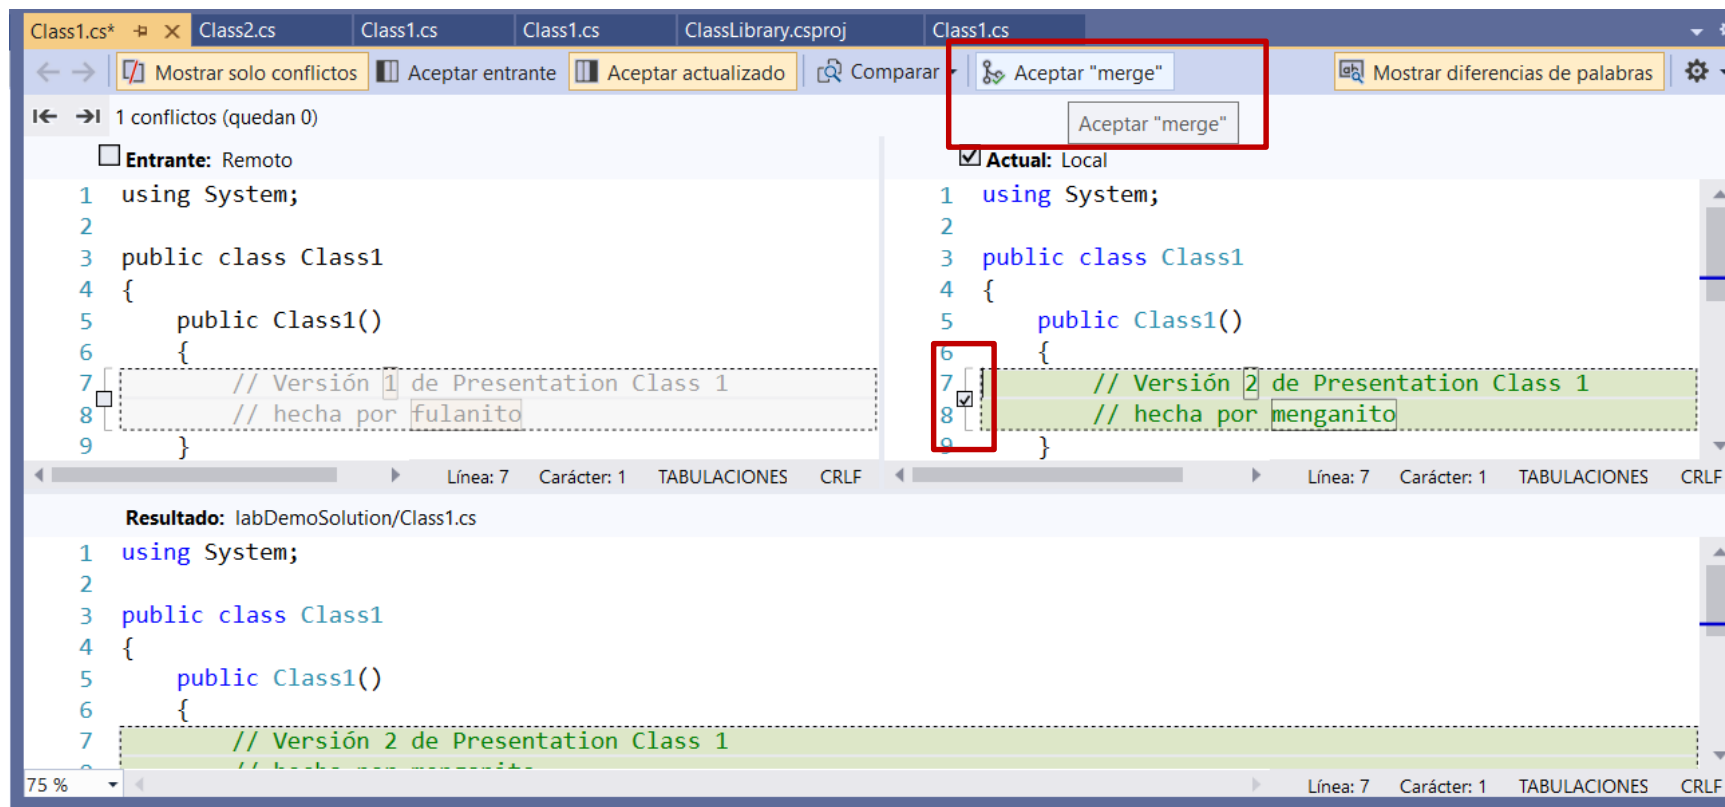 Class1.cs* Class2.cs Class1.cs Class1.cs ClassLibrary.csproj Class1.cs
Mostrar solo conflictos Aceptar entrante Aceptar actualizado Comparar Aceptar "merge" Mostrar diferencias de palabras
1 conflictos (quedan 0)
Aceptar "merge"
Entrante: Remoto
1 using System;
2
3 public class Class1
4 {
5 public Class1()
6 {
7 // Versión 1 de Presentation Class 1
8 // hecha por fulanito
9 }
Línea: 7 Carácter: 1 TABULACIONES CRLF
Actual: Local
1 using System;
2
3 public class Class1
4 {
5 public Class1()
6 {
7 // Versión 2 de Presentation Class 1
8 // hecha por menganito
9 }
Línea: 7 Carácter: 1 TABULACIONES CRLF
Resultado: labDemoSolution/Class1.cs
1 using System;
2
3 public class Class1
4 {
5 public Class1()
6 {
7 // Versión 2 de Presentation Class 1
8 // hecha por menganito
75 % Línea: 7 Carácter: 1 TABULACIONES CRLF